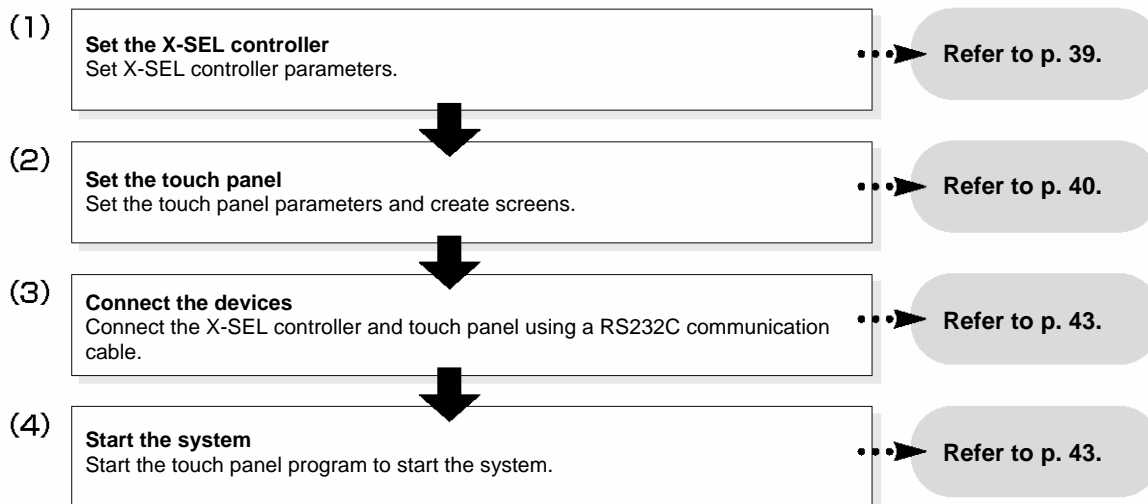 (1)
Set the X-SEL controller
Set X-SEL controller parameters.
Refer to p. 39.
(2)
Set the touch panel
Set the touch panel parameters and create screens.
Refer to p. 40.
(3)
Connect the devices
Connect the X-SEL controller and touch panel using a RS232C communication
cable.
Refer to p. 43.
(4)
Start the system
Start the touch panel program to start the system.
Refer to p. 43.